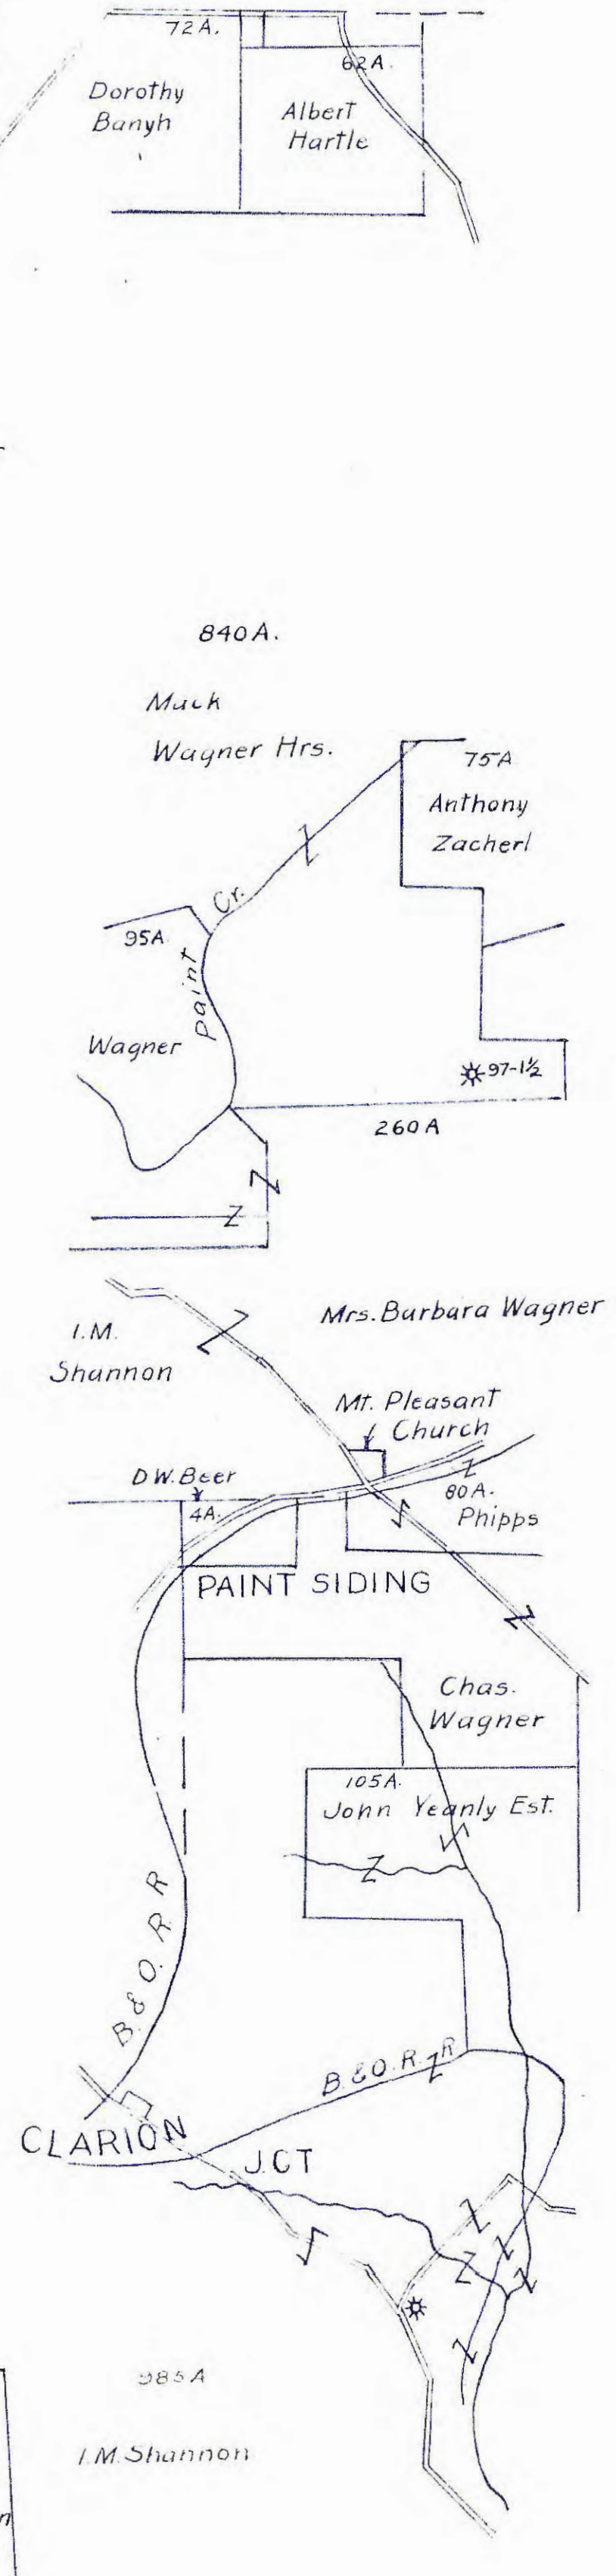 72A.
62A.
Dorothy
Banyh
Albert
Hartle
840A.
Mack
Wagner Hrs.
75A
Anthony
Zacherl
Cr.
Paint
95A.
Wagner
97-1½
260A
Mrs. Barbara Wagner
I.M.
Shannon
Mt. Pleasant
Church
D.W. Beer
4A.
80A.
Phipps
PAINT SIDING
Chas.
Wagner
105A.
John Yeanly Est.
B. & O. R. R
B. & O. R. R
CLARION
JCT
985A
I.M. Shannon
n